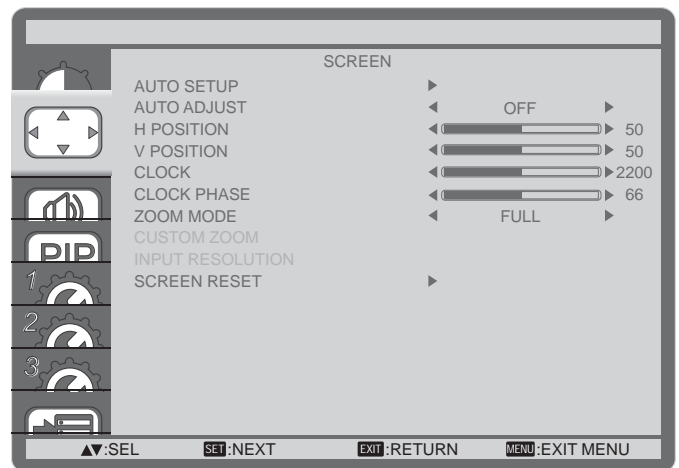 SCREEN
AUTO SETUP
AUTO ADJUST OFF
H POSITION 50
V POSITION 50
CLOCK 2200
CLOCK PHASE 66
ZOOM MODE FULL
CUSTOM ZOOM
INPUT RESOLUTION
SCREEN RESET
PIP
1
2
3
▲▼:SEL SET:NEXT EXIT:RETURN MENU:EXIT MENU